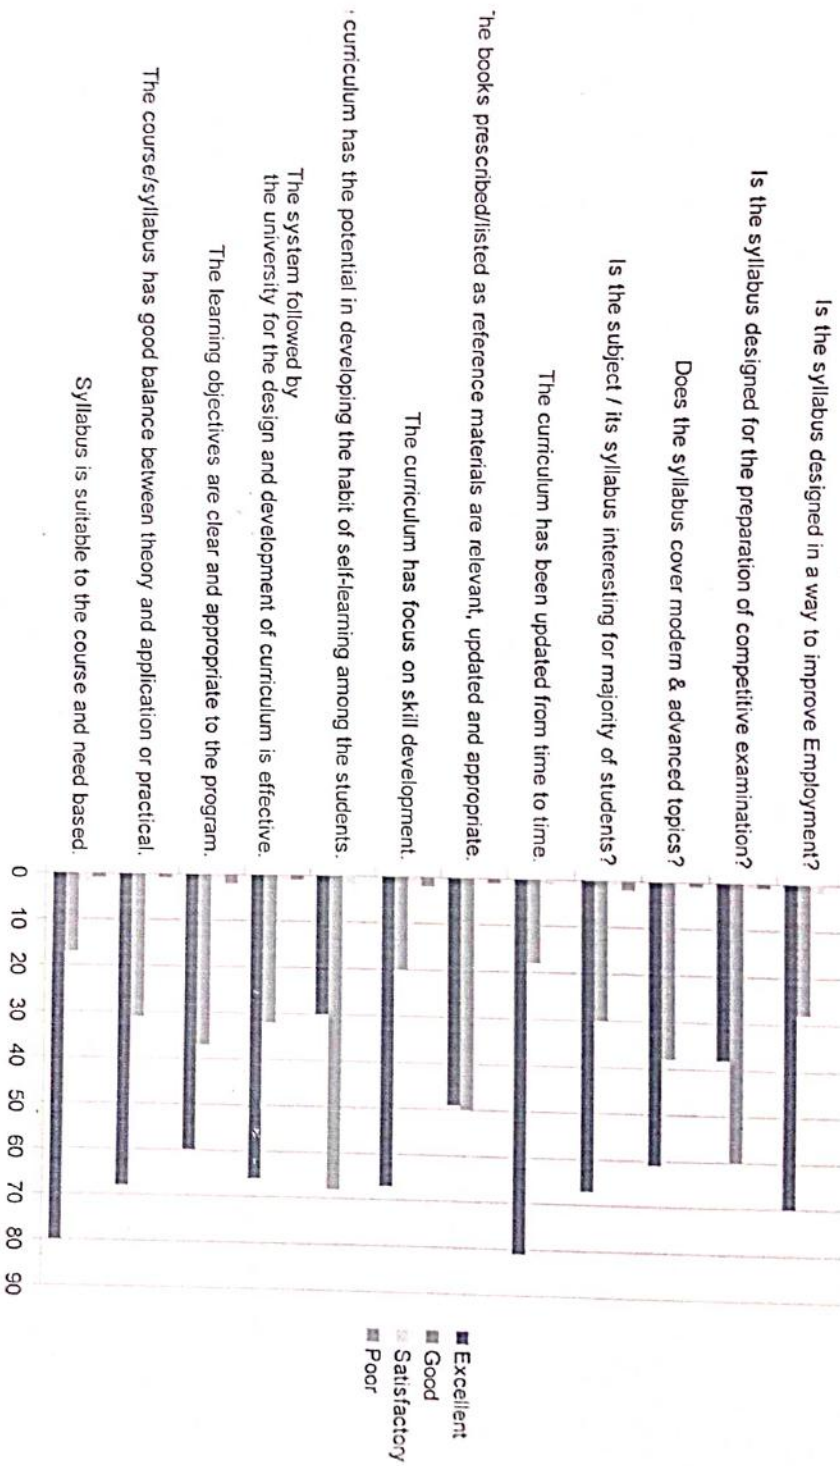 Is the syllabus designed in a way to improve Employment?
Is the syllabus designed for the preparation of competitive examination?
Does the syllabus cover modern & advanced topics?
Is the subject / its syllabus interesting for majority of students?
The curriculum has been updated from time to time.
he books prescribed/listed as reference materials are relevant, updated and appropriate.
The curriculum has focus on skill development.
curriculum has the potential in developing the habit of self-learning among the students.
The system followed by
the university for the design and development of curriculum is effective.
The learning objectives are clear and appropriate to the program.
The course/syllabus has good balance between theory and application or practical.
Syllabus is suitable to the course and need based.
0 10 20 30 40 50 60 70 80 90
Excellent
Good
Satisfactory
Poor